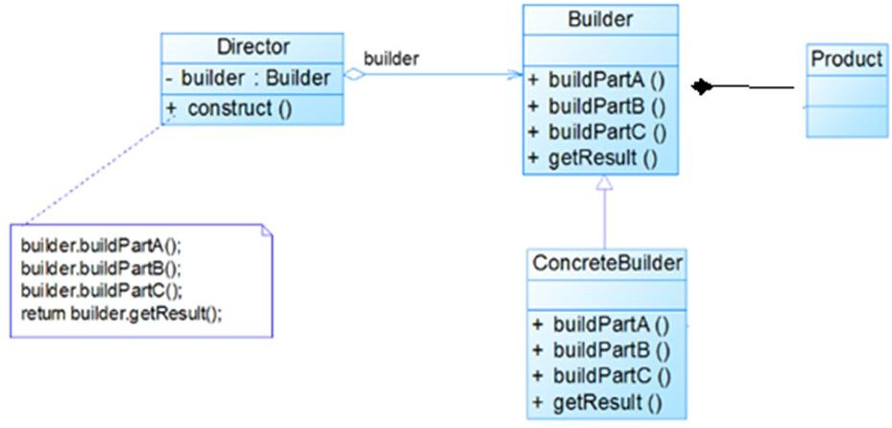 Director
- builder : Builder
+ construct ()
builder
Builder
+ buildPartA ()
+ buildPartB ()
+ buildPartC ()
+ getResult ()
Product
builder.buildPartA();
builder.buildPartB();
builder.buildPartC();
return builder.getResult();
ConcreteBuilder
+ buildPartA ()
+ buildPartB ()
+ buildPartC ()
+ getResult ()